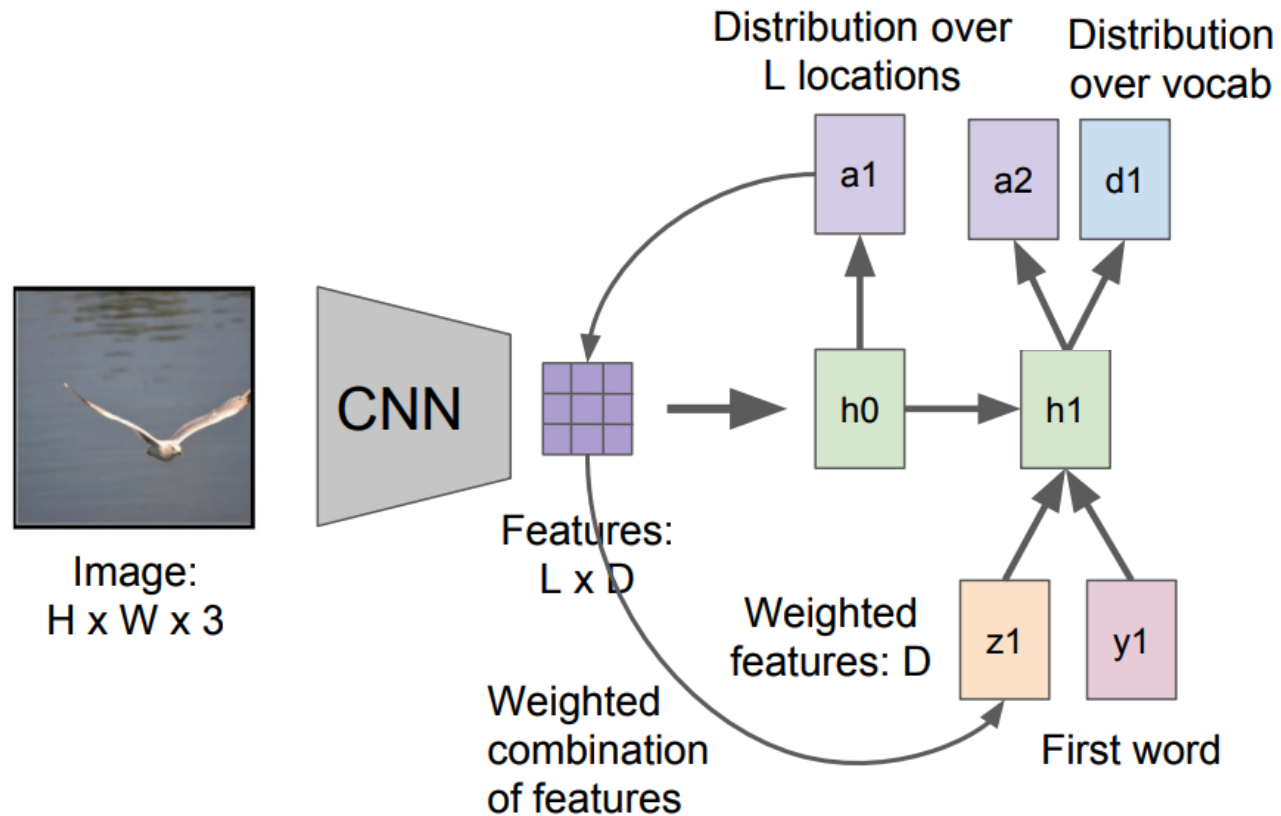 Distribution over
L locations
Distribution
over vocab
a1
a2
d1
CNN
h0
h1
Image:
H x W x 3
Features:
L x D
Weighted
features: D
z1
y1
Weighted
combination
of features
First word